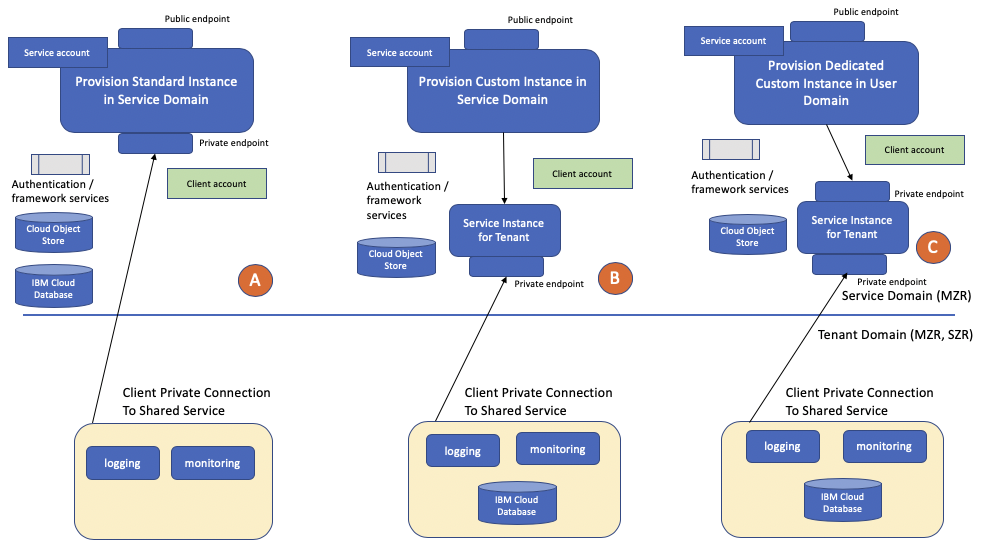 Public endpoint
Service account
Provision Standard Instance
in Service Domain
Private endpoint
Client account
Authentication /
framework services
Cloud Object
Store
IBM Cloud
Database
A
Client Private Connection
To Shared Service
logging
monitoring
Public endpoint
Service account
Provision Custom Instance in
Service Domain
Client account
Authentication /
framework
services
Service Instance
for Tenant
Cloud Object
Store
B
Private endpoint
Client Private Connection
To Shared Service
logging
monitoring
IBM Cloud
Database
Public endpoint
Service account
Provision Dedicated
Custom Instance in User
Domain
Client account
Authentication /
framework services
Private endpoint
Service Instance
for Tenant
Cloud Object
Store
C
Private endpoint
Service Domain (MZR)
Tenant Domain (MZR, SZR)
Client Private Connection
To Shared Service
logging
monitoring
IBM Cloud
Database